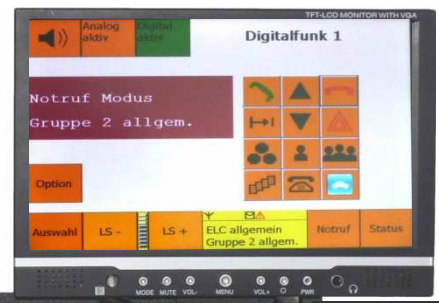 TFT-LCD MONITOR WITH VGA
Analog
aktiv
Digital
aktiv
Digitalfunk 1
Notruf Modus
Gruppe 2 allgem.
Option
Auswahl
LS -
LS +
ELC allgemein
Gruppe 2 allgem.
Notruf
Status
MODE MUTE VOL- MENU VOL+ PWR